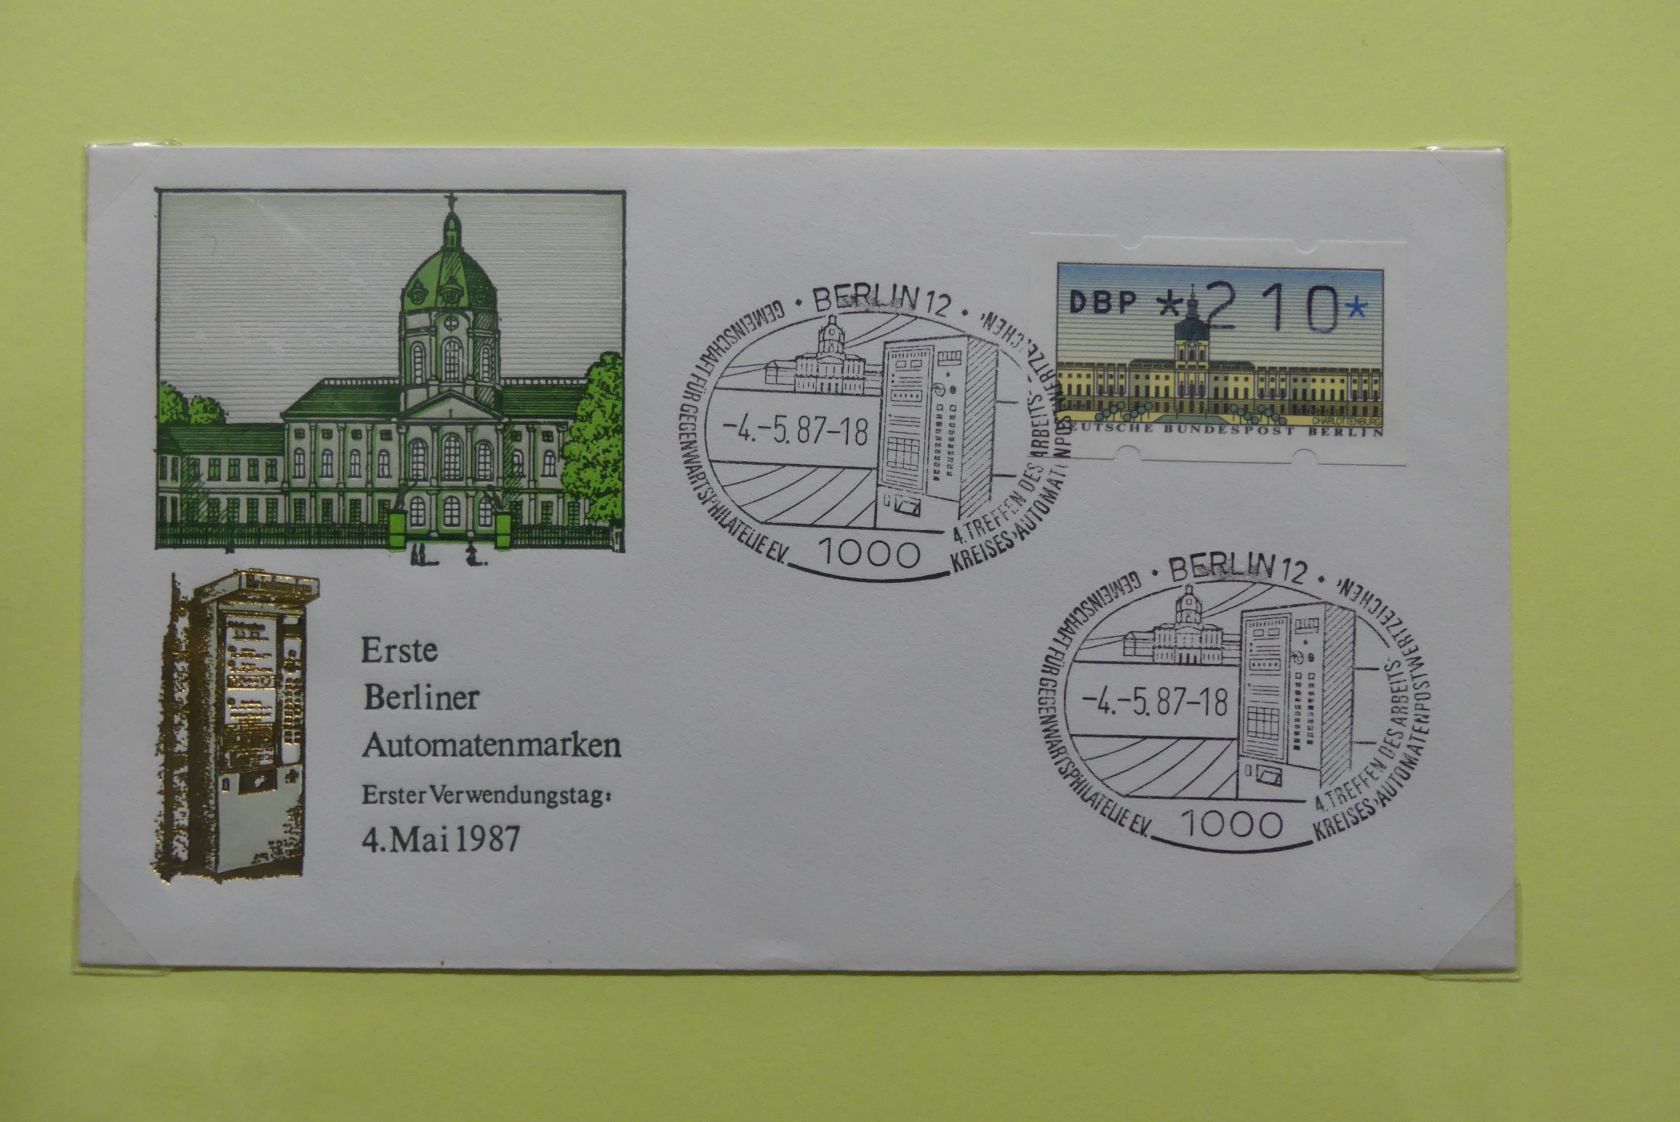 DBP *210*
CHARLOTTENBURG
DEUTSCHE BUNDESPOST BERLIN
• BERLIN 12 •
GEMEINSCHAFT FÜR GEGENWARTSPHILATELIE E.V.
-4.-5.87-18
4. TREFFEN DES ARBEITS-
KREISES ›AUTOMATENPOSTWERTZEICHEN‹
1000
• BERLIN 12 •
GEMEINSCHAFT FÜR GEGENWARTSPHILATELIE E.V.
-4.-5.87-18
4. TREFFEN DES ARBEITS-
KREISES ›AUTOMATENPOSTWERTZEICHEN‹
1000
Erste
Berliner
Automatenmarken
Erster Verwendungstag:
4. Mai 1987